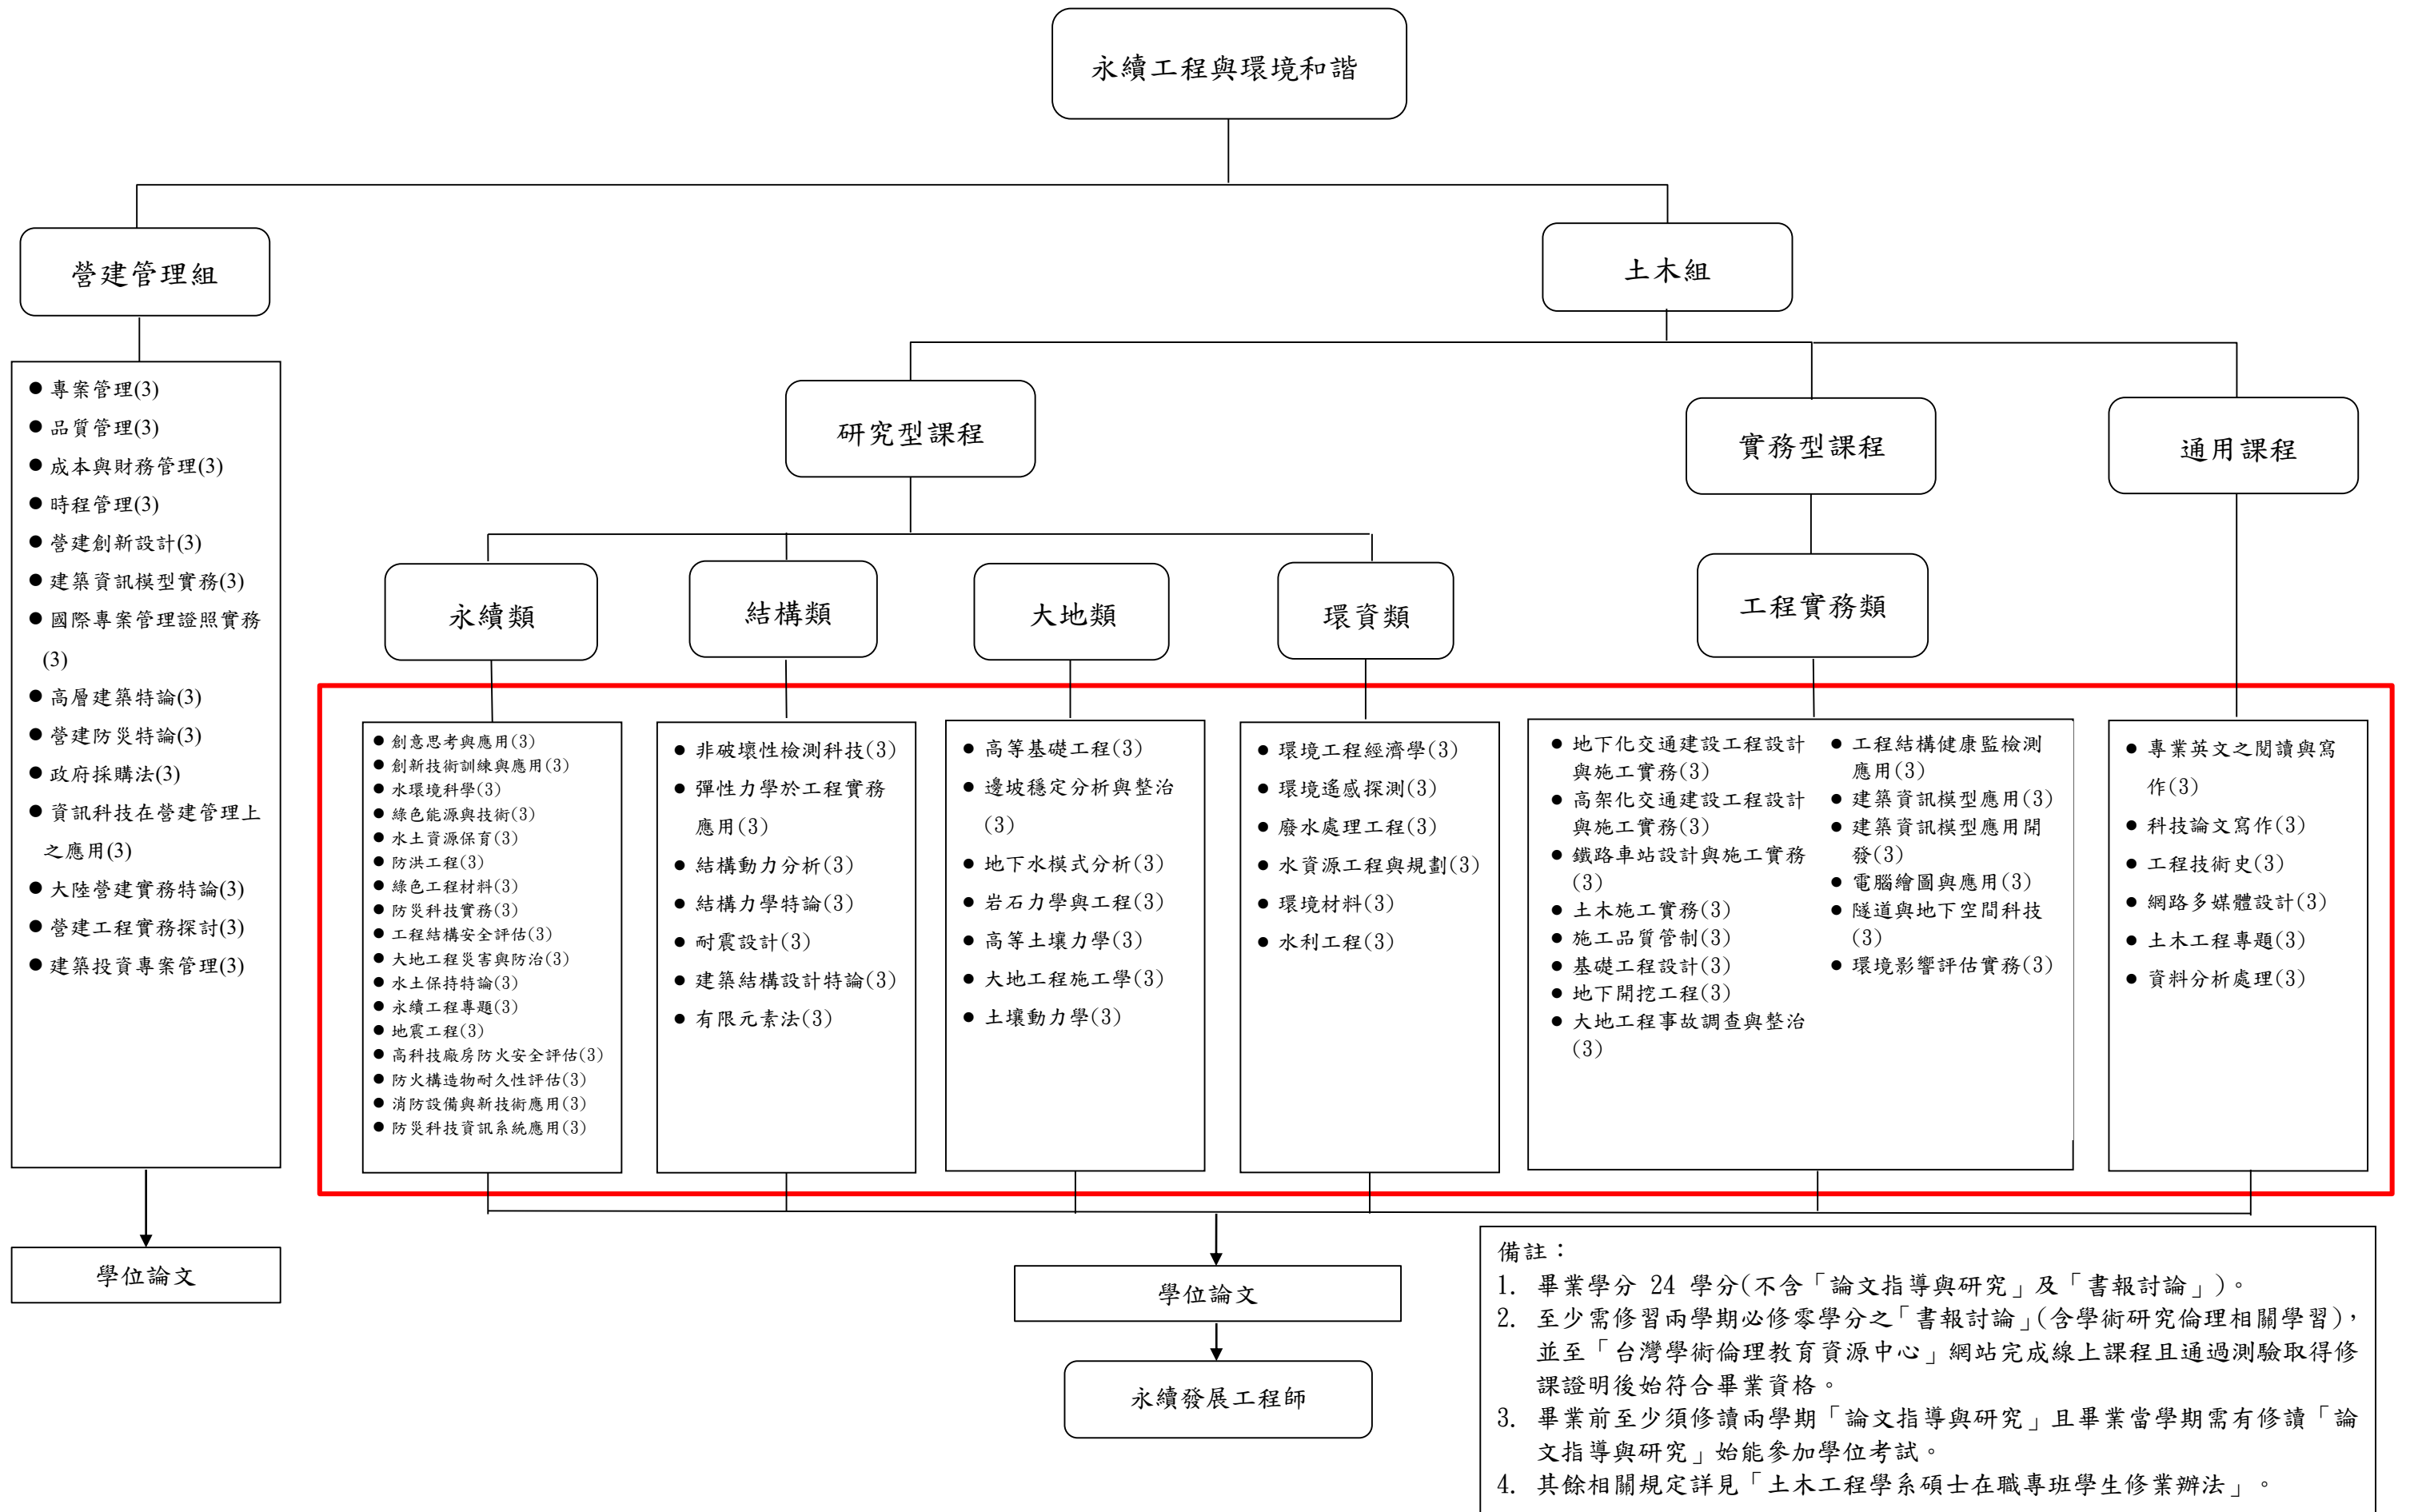 永續工程與環境和諧
營建管理組
土木組
● 專案管理(3)
● 品質管理(3)
● 成本與財務管理(3)
● 時程管理(3)
● 營建創新設計(3)
● 建築資訊模型實務(3)
● 國際專案管理證照實務
(3)
● 高層建築特論(3)
● 營建防災特論(3)
● 政府採購法(3)
● 資訊科技在營建管理上
之應用(3)
● 大陸營建實務特論(3)
● 營建工程實務探討(3)
● 建築投資專案管理(3)
學位論文
研究型課程
實務型課程
通用課程
永續類
結構類
大地類
環資類
工程實務類
● 創意思考與應用(3)
● 創新技術訓練與應用(3)
● 水環境科學(3)
● 綠色能源與技術(3)
● 水土資源保育(3)
● 防洪工程(3)
● 綠色工程材料(3)
● 防災科技實務(3)
● 工程結構安全評估(3)
● 大地工程災害與防治(3)
● 水土保持特論(3)
● 永續工程專題(3)
● 地震工程(3)
● 高科技廠房防火安全評估(3)
● 防火構造物耐久性評估(3)
● 消防設備與新技術應用(3)
● 防災科技資訊系統應用(3)
● 非破壞性檢測科技(3)
● 彈性力學於工程實務
應用(3)
● 結構動力分析(3)
● 結構力學特論(3)
● 耐震設計(3)
● 建築結構設計特論(3)
● 有限元素法(3)
● 高等基礎工程(3)
● 邊坡穩定分析與整治
(3)
● 地下水模式分析(3)
● 岩石力學與工程(3)
● 高等土壤力學(3)
● 大地工程施工學(3)
● 土壤動力學(3)
● 環境工程經濟學(3)
● 環境遙感探測(3)
● 廢水處理工程(3)
● 水資源工程與規劃(3)
● 環境材料(3)
● 水利工程(3)
● 地下化交通建設工程設計
與施工實務(3)
● 高架化交通建設工程設計
與施工實務(3)
● 鐵路車站設計與施工實務
(3)
● 土木施工實務(3)
● 施工品質管制(3)
● 基礎工程設計(3)
● 地下開挖工程(3)
● 大地工程事故調查與整治
(3)
● 工程結構健康監檢測
應用(3)
● 建築資訊模型應用(3)
● 建築資訊模型應用開
發(3)
● 電腦繪圖與應用(3)
● 隧道與地下空間科技
(3)
● 環境影響評估實務(3)
● 專業英文之閱讀與寫
作(3)
● 科技論文寫作(3)
● 工程技術史(3)
● 網路多媒體設計(3)
● 土木工程專題(3)
● 資料分析處理(3)
學位論文
永續發展工程師
備註：
1. 畢業學分 24 學分(不含「論文指導與研究」及「書報討論」)。
2. 至少需修習兩學期必修零學分之「書報討論」(含學術研究倫理相關學習)，
並至「台灣學術倫理教育資源中心」網站完成線上課程且通過測驗取得修
課證明後始符合畢業資格。
3. 畢業前至少須修讀兩學期「論文指導與研究」且畢業當學期需有修讀「論
文指導與研究」始能參加學位考試。
4. 其餘相關規定詳見「土木工程學系碩士在職專班學生修業辦法」。